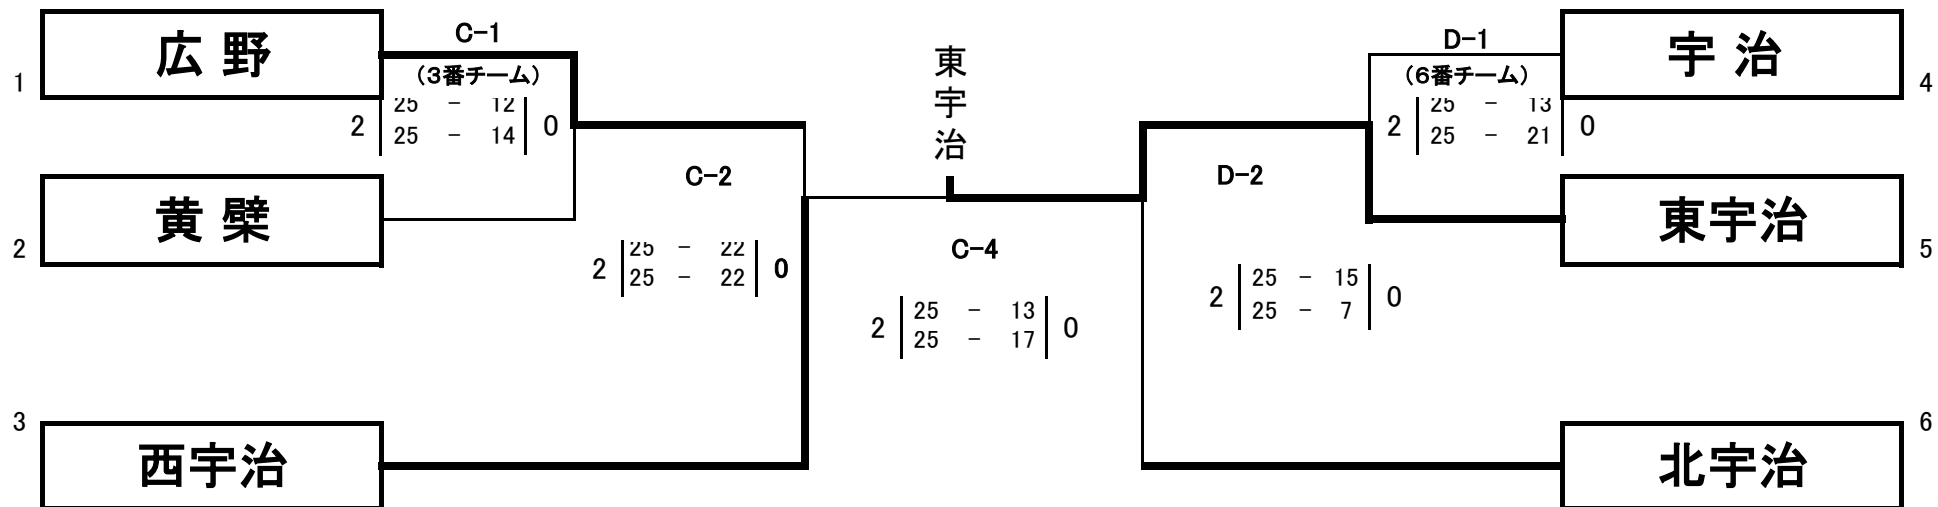 広 野
C-1
(3番チーム)
1
2 25 - 12 0
25 - 14
黄 檗
2
C-2
2 25 - 22 0
25 - 22
西宇治
3
東宇治
C-4
2 25 - 13 0
25 - 17
D-1
(6番チーム)
宇 治
4
2 25 - 13 0
25 - 21
D-2
東宇治
5
2 25 - 15 0
25 - 7
北宇治
6